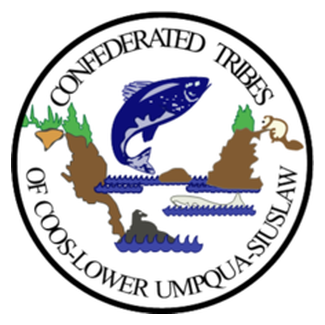 CONFEDERATED TRIBES
OF COOS-LOWER UMPQUA-SIUSLAW